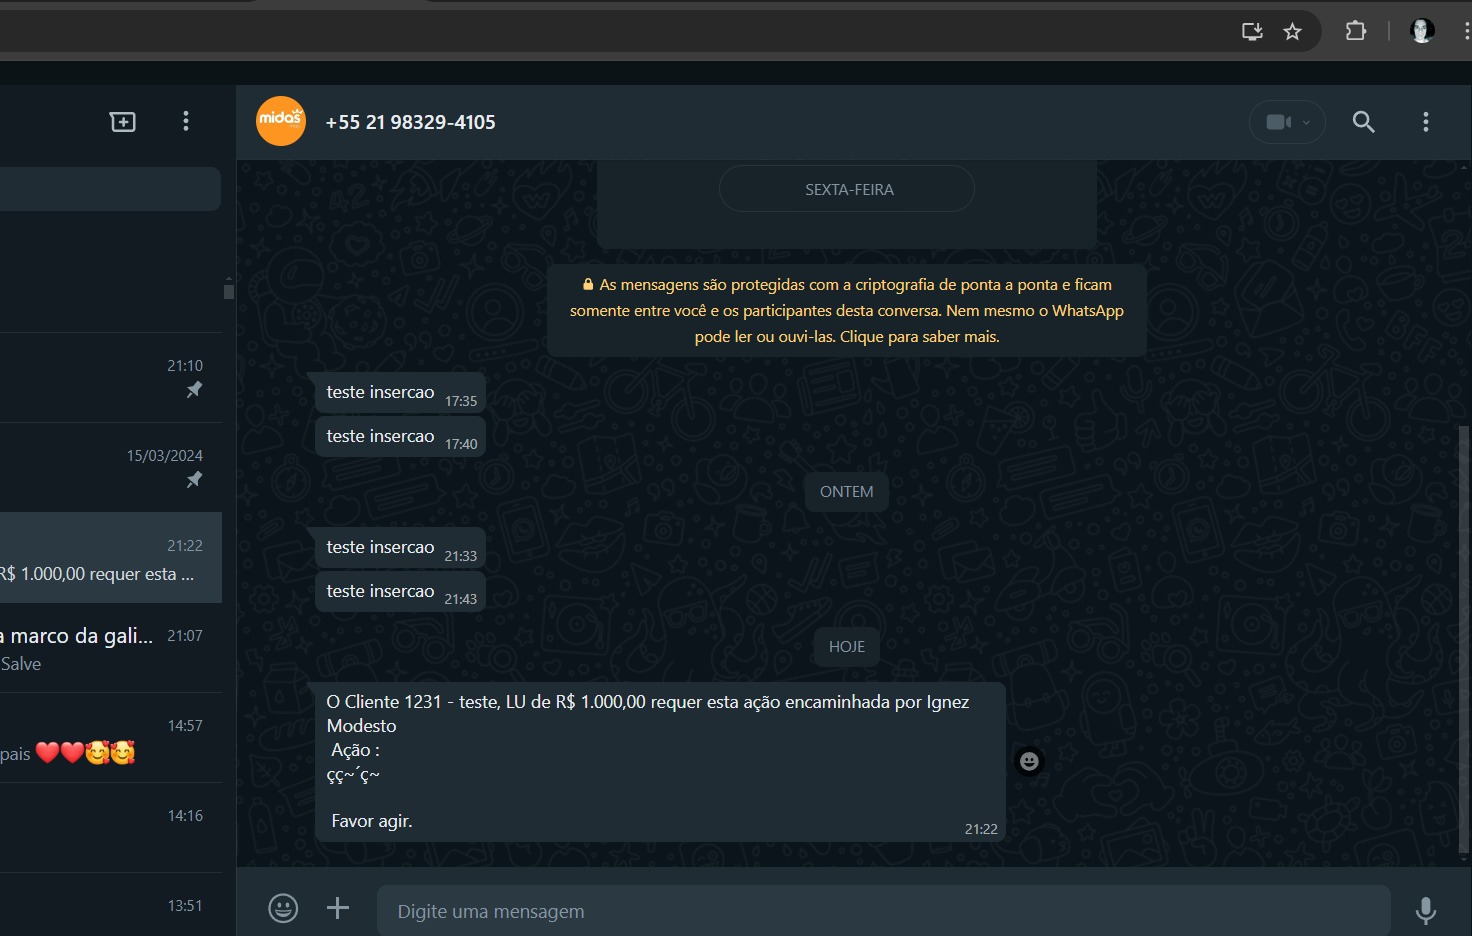 midas
+55 21 98329-4105
SEXTA-FEIRA
As mensagens são protegidas com a criptografia de ponta a ponta e ficam
somente entre você e os participantes desta conversa. Nem mesmo o WhatsApp
pode ler ou ouvi-las. Clique para saber mais.
teste insercao 17:35
teste insercao 17:40
ONTEM
teste insercao 21:33
teste insercao 21:43
HOJE
O Cliente 1231 - teste, LU de R$ 1.000,00 requer esta ação encaminhada por Ignez
Modesto
Ação :
çç~´ç~
Favor agir.
21:22
Digite uma mensagem
21:10
15/03/2024
21:22
R$ 1.000,00 requer esta ...
a marco da gali... 21:07
Salve
14:57
pais ❤️❤️🥰🥰
14:16
13:51